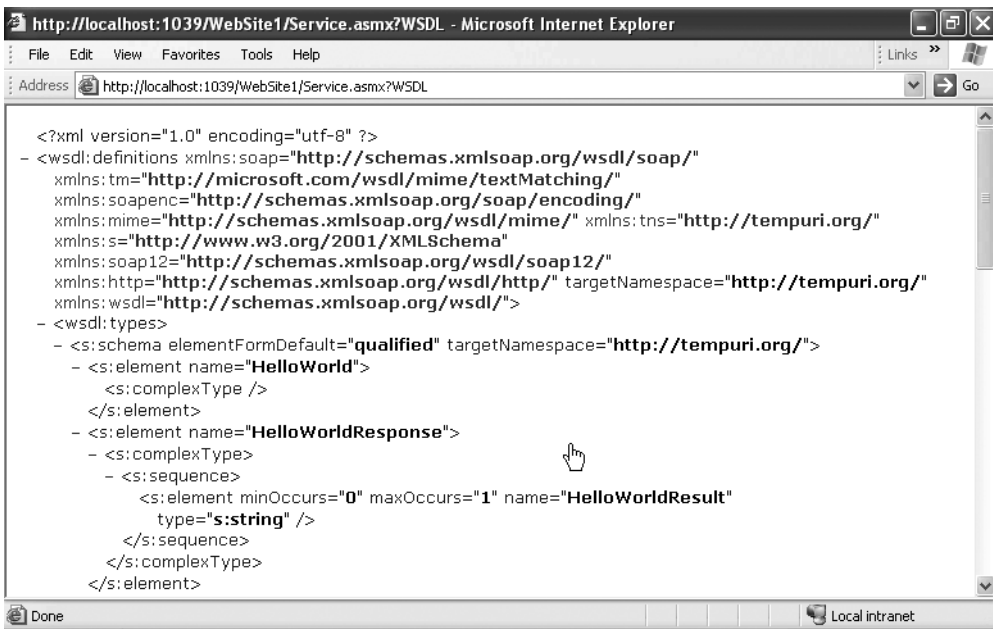 http://localhost:1039/WebSite1/Service.asmx?WSDL - Microsoft Internet Explorer
File Edit View Favorites Tools Help Links »
Address http://localhost:1039/WebSite1/Service.asmx?WSDL Go
<?xml version="1.0" encoding="utf-8" ?>
- <wsdl:definitions xmlns:soap="http://schemas.xmlsoap.org/wsdl/soap/"
xmlns:tm="http://microsoft.com/wsdl/mime/textMatching/"
xmlns:soapenc="http://schemas.xmlsoap.org/soap/encoding/"
xmlns:mime="http://schemas.xmlsoap.org/wsdl/mime/" xmlns:tns="http://tempuri.org/"
xmlns:s="http://www.w3.org/2001/XMLSchema"
xmlns:soap12="http://schemas.xmlsoap.org/wsdl/soap12/"
xmlns:http="http://schemas.xmlsoap.org/wsdl/http/" targetNamespace="http://tempuri.org/"
xmlns:wsdl="http://schemas.xmlsoap.org/wsdl/">
- <wsdl:types>
- <s:schema elementFormDefault="qualified" targetNamespace="http://tempuri.org/">
- <s:element name="HelloWorld">
<s:complexType />
</s:element>
- <s:element name="HelloWorldResponse">
- <s:complexType>
- <s:sequence>
<s:element minOccurs="0" maxOccurs="1" name="HelloWorldResult"
type="s:string" />
</s:sequence>
</s:complexType>
</s:element>
Done Local intranet